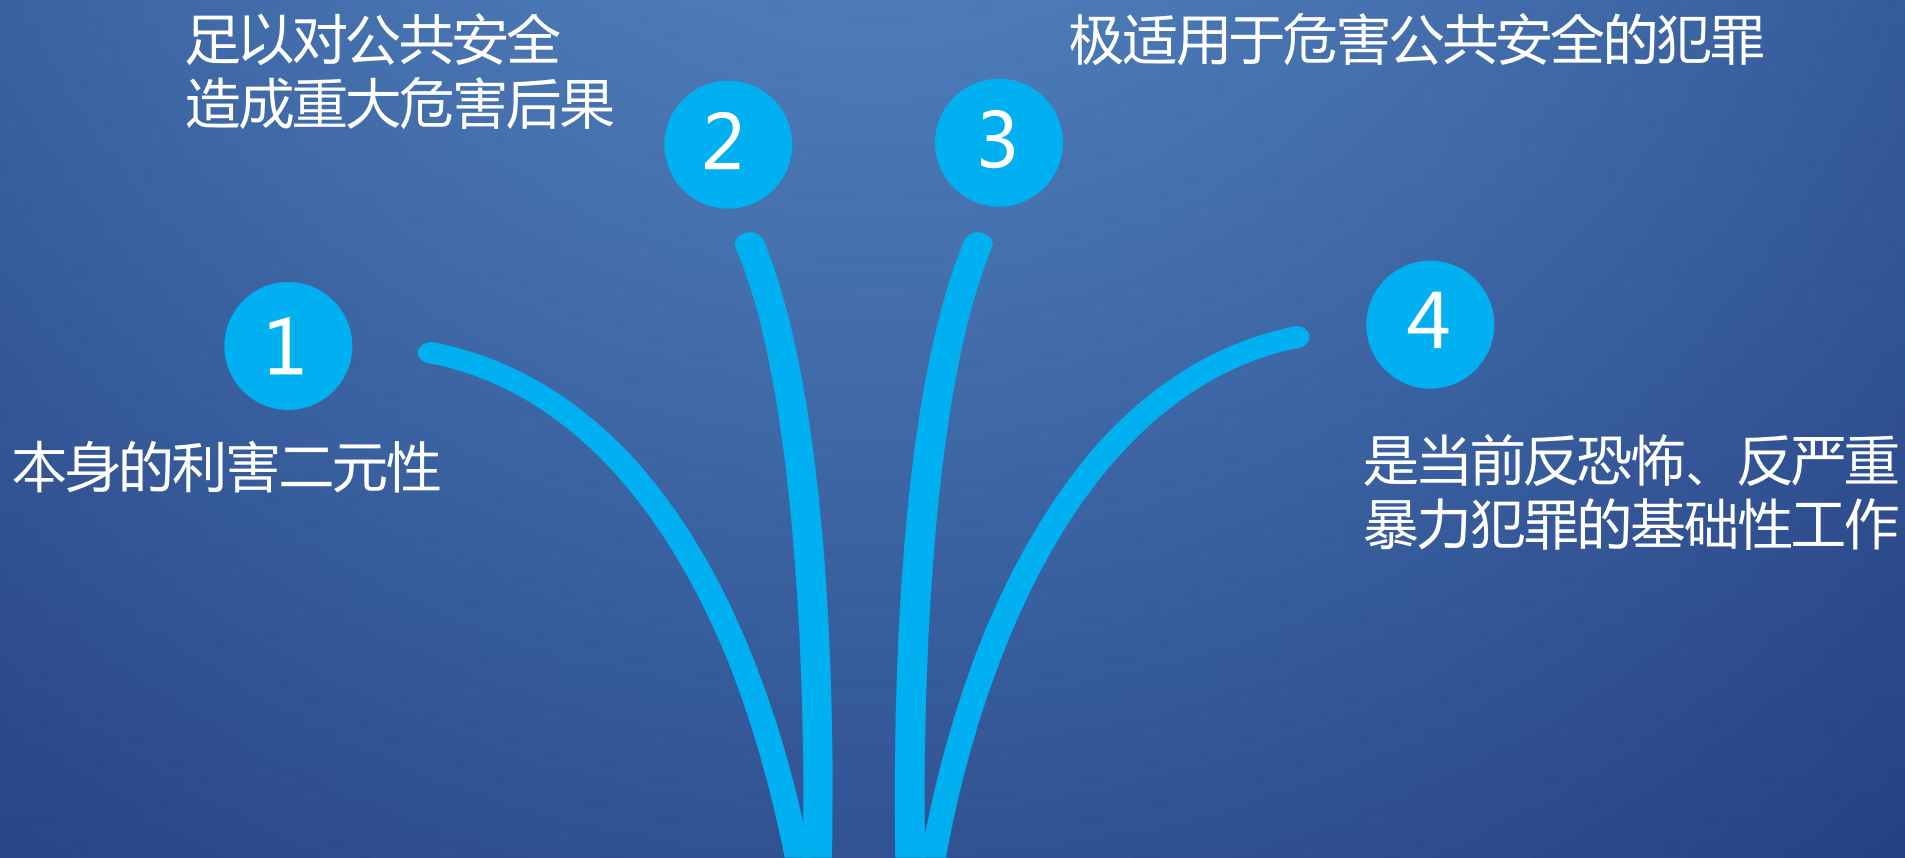 足以对公共安全
造成重大危害后果
2
3
极适用于危害公共安全的犯罪
1
本身的利害二元性
4
是当前反恐怖、反严重
暴力犯罪的基础性工作